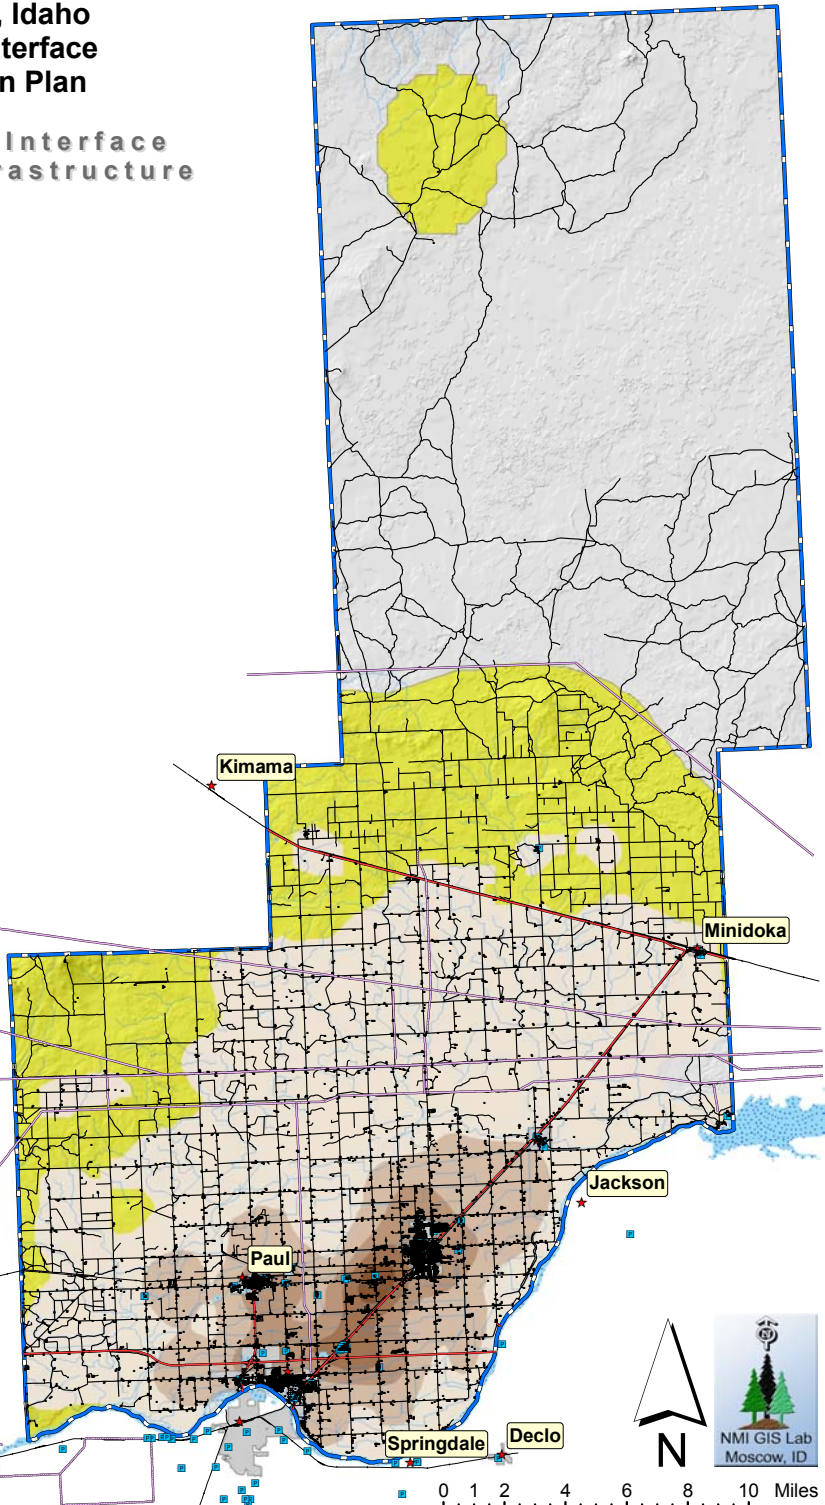 , Idaho
terface
n Plan
Interface
rastructure
Kimama
Minidoka
Jackson
Paul
Springdale
Declo
N
NMI GIS Lab
Moscow, ID
0 1 2 4 6 8 10 Miles